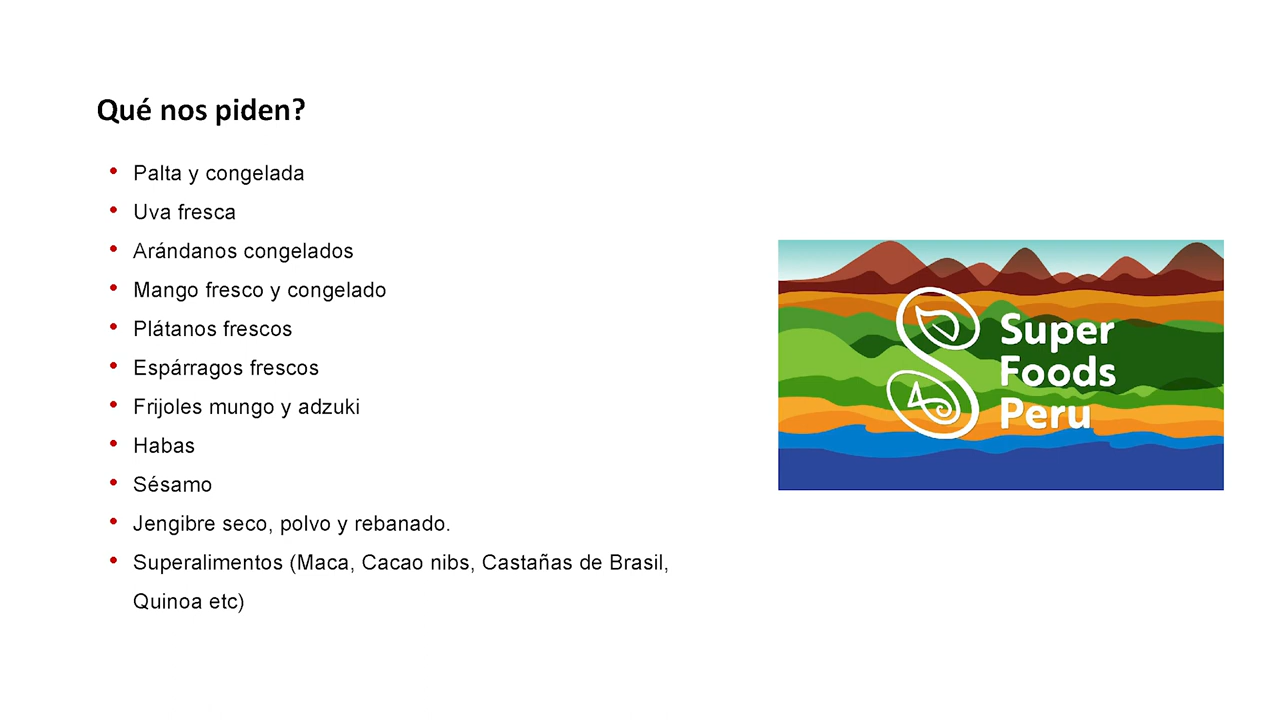 Qué nos piden?
• Palta y congelada
• Uva fresca
• Arándanos congelados
• Mango fresco y congelado
• Plátanos frescos
• Espárragos frescos
• Frijoles mungo y adzuki
• Habas
• Sésamo
• Jengibre seco, polvo y rebanado.
• Superalimentos (Maca, Cacao nibs, Castañas de Brasil,
Quinoa etc)
Super
Foods
Peru